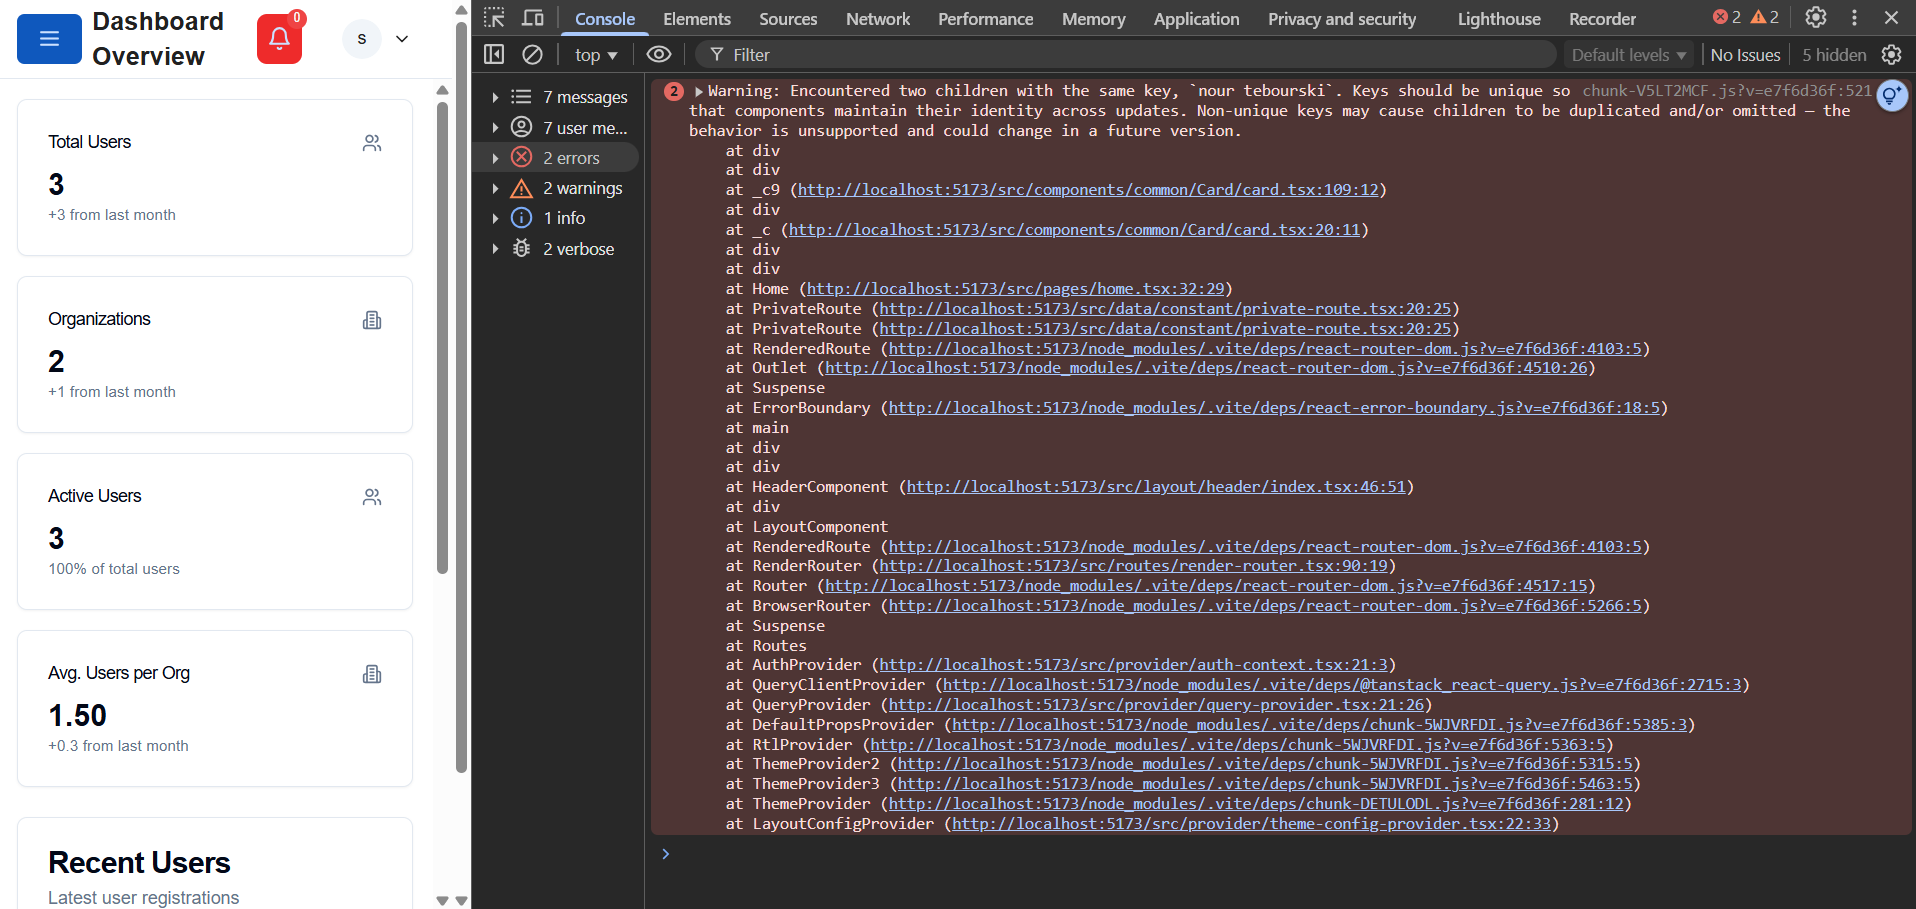 Dashboard
Overview
0
s
Total Users
3
+3 from last month
Organizations
2
+1 from last month
Active Users
3
100% of total users
Avg. Users per Org
1.50
+0.3 from last month
Recent Users
Latest user registrations
Console Elements Sources Network Performance Memory Application Privacy and security Lighthouse Recorder 2 2
top Filter Default levels No Issues 5 hidden
7 messages
7 user me...
2 errors
2 warnings
1 info
2 verbose
2 Warning: Encountered two children with the same key, `nour tebourski`. Keys should be unique so chunk-V5LT2MCF.js?v=e7f6d36f:521
that components maintain their identity across updates. Non-unique keys may cause children to be duplicated and/or omitted — the
behavior is unsupported and could change in a future version.
at div
at div
at _c9 (http://localhost:5173/src/components/common/Card/card.tsx:109:12)
at div
at _c (http://localhost:5173/src/components/common/Card/card.tsx:20:11)
at div
at div
at Home (http://localhost:5173/src/pages/home.tsx:32:29)
at PrivateRoute (http://localhost:5173/src/data/constant/private-route.tsx:20:25)
at PrivateRoute (http://localhost:5173/src/data/constant/private-route.tsx:20:25)
at RenderedRoute (http://localhost:5173/node_modules/.vite/deps/react-router-dom.js?v=e7f6d36f:4103:5)
at Outlet (http://localhost:5173/node_modules/.vite/deps/react-router-dom.js?v=e7f6d36f:4510:26)
at Suspense
at ErrorBoundary (http://localhost:5173/node_modules/.vite/deps/react-error-boundary.js?v=e7f6d36f:18:5)
at main
at div
at div
at HeaderComponent (http://localhost:5173/src/layout/header/index.tsx:46:51)
at div
at LayoutComponent
at RenderedRoute (http://localhost:5173/node_modules/.vite/deps/react-router-dom.js?v=e7f6d36f:4103:5)
at RenderRouter (http://localhost:5173/src/routes/render-router.tsx:90:19)
at Router (http://localhost:5173/node_modules/.vite/deps/react-router-dom.js?v=e7f6d36f:4517:15)
at BrowserRouter (http://localhost:5173/node_modules/.vite/deps/react-router-dom.js?v=e7f6d36f:5266:5)
at Suspense
at Routes
at AuthProvider (http://localhost:5173/src/provider/auth-context.tsx:21:3)
at QueryClientProvider (http://localhost:5173/node_modules/.vite/deps/@tanstack_react-query.js?v=e7f6d36f:2715:3)
at QueryProvider (http://localhost:5173/src/provider/query-provider.tsx:21:26)
at DefaultPropsProvider (http://localhost:5173/node_modules/.vite/deps/chunk-5WJVRFDI.js?v=e7f6d36f:5385:3)
at RtlProvider (http://localhost:5173/node_modules/.vite/deps/chunk-5WJVRFDI.js?v=e7f6d36f:5363:5)
at ThemeProvider2 (http://localhost:5173/node_modules/.vite/deps/chunk-5WJVRFDI.js?v=e7f6d36f:5315:5)
at ThemeProvider3 (http://localhost:5173/node_modules/.vite/deps/chunk-5WJVRFDI.js?v=e7f6d36f:5463:5)
at ThemeProvider (http://localhost:5173/node_modules/.vite/deps/chunk-DETULODL.js?v=e7f6d36f:281:12)
at LayoutConfigProvider (http://localhost:5173/src/provider/theme-config-provider.tsx:22:33)